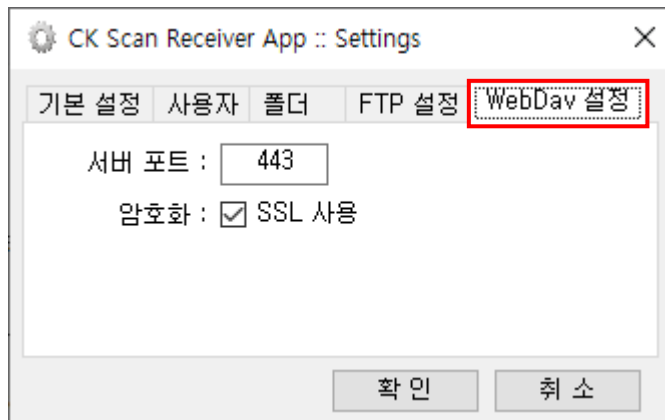 CK Scan Receiver App :: Settings
기본 설정 사용자 폴더 FTP 설정 WebDav 설정
서버 포트 : 443
암호화 : SSL 사용
확 인 취 소